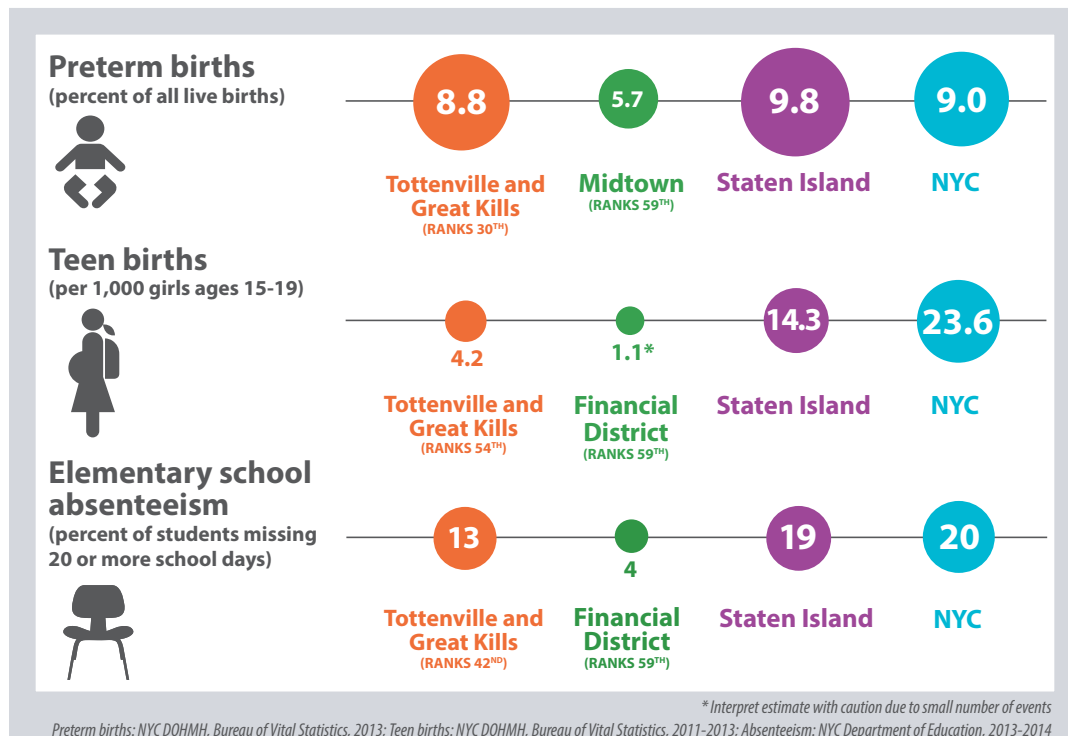 Preterm births
(percent of all live births)
8.8
5.7
9.8
9.0
Tottenville and
Great Kills
(RANKS 30TH)
Midtown
(RANKS 59TH)
Staten Island
NYC
Teen births
(per 1,000 girls ages 15-19)
4.2
1.1*
14.3
23.6
Tottenville and
Great Kills
(RANKS 54TH)
Financial
District
(RANKS 59TH)
Staten Island
NYC
Elementary school
absenteeism
(percent of students missing
20 or more school days)
13
4
19
20
Tottenville and
Great Kills
(RANKS 42ND)
Financial
District
(RANKS 59TH)
Staten Island
NYC
* Interpret estimate with caution due to small number of events
Preterm births: NYC DOHMH, Bureau of Vital Statistics, 2013; Teen births: NYC DOHMH, Bureau of Vital Statistics, 2011-2013; Absenteeism: NYC Department of Education, 2013-2014